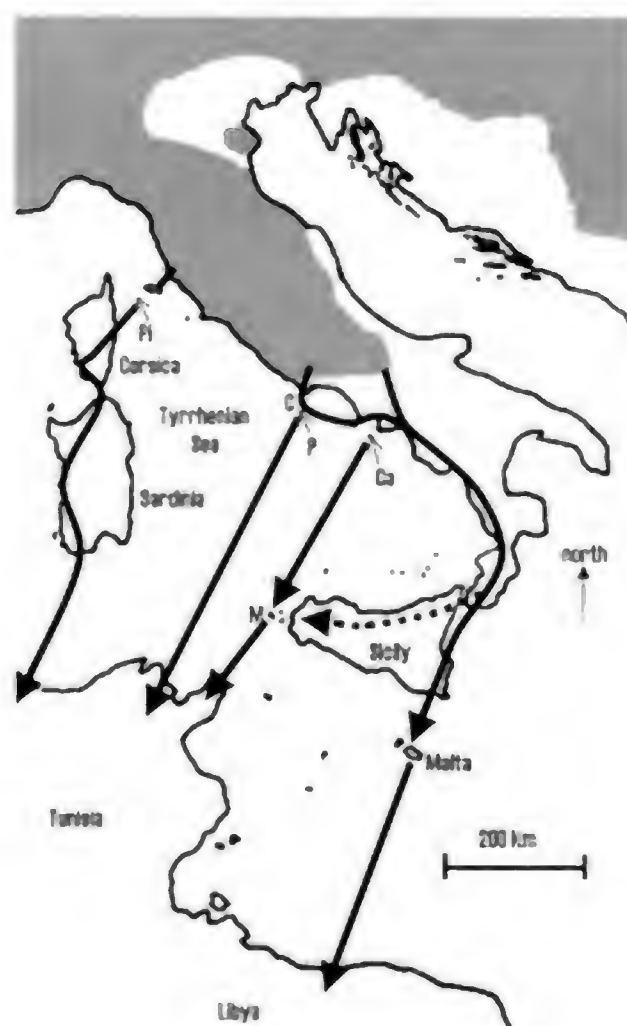 PI
Corsica
C
Tyrrhenian
Sea
P
Ca
Sardinia
north
M
Sicily
Malta
Tunisia
200 Km
Libya